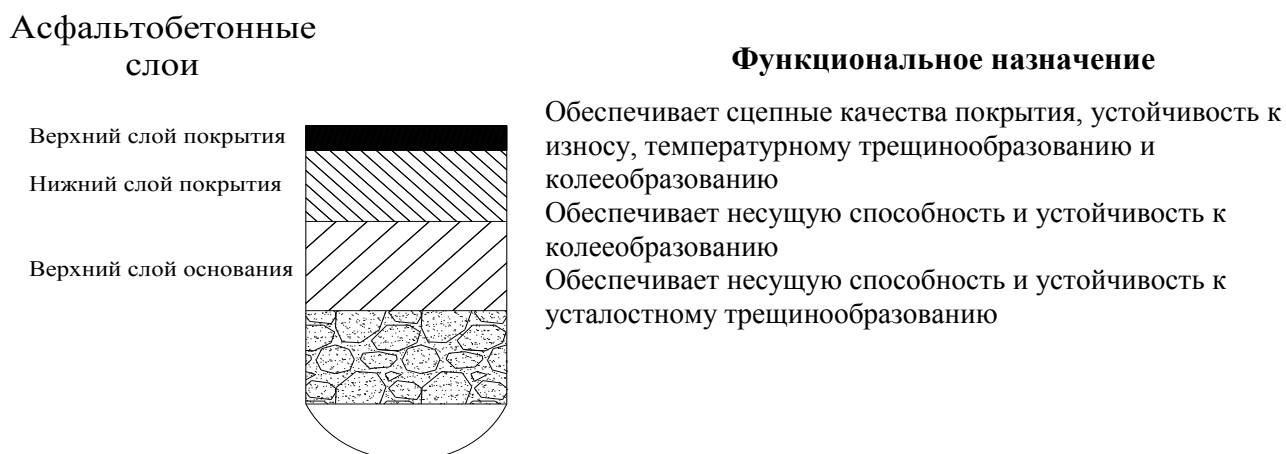 Асфальтобетонные
слои
Функциональное назначение
Верхний слой покрытия
Нижний слой покрытия
Верхний слой основания
Обеспечивает сцепные качества покрытия, устойчивость к
износу, температурному трещинообразованию и
колееобразованию
Обеспечивает несущую способность и устойчивость к
колееобразованию
Обеспечивает несущую способность и устойчивость к
усталостному трещинообразованию